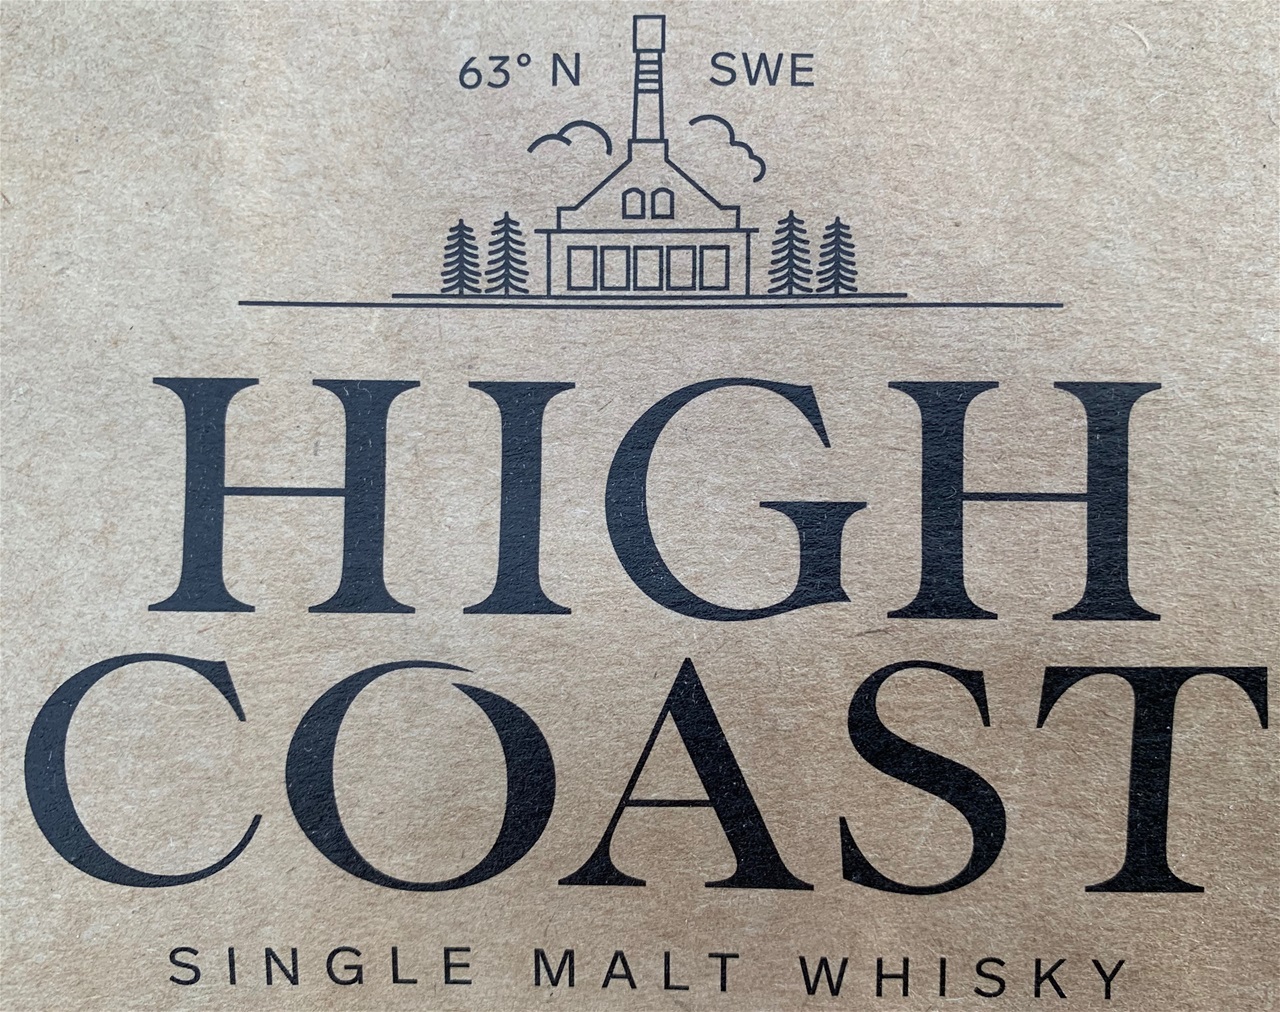 63° N SWE
HIGH
COAST
SINGLE MALT WHISKY